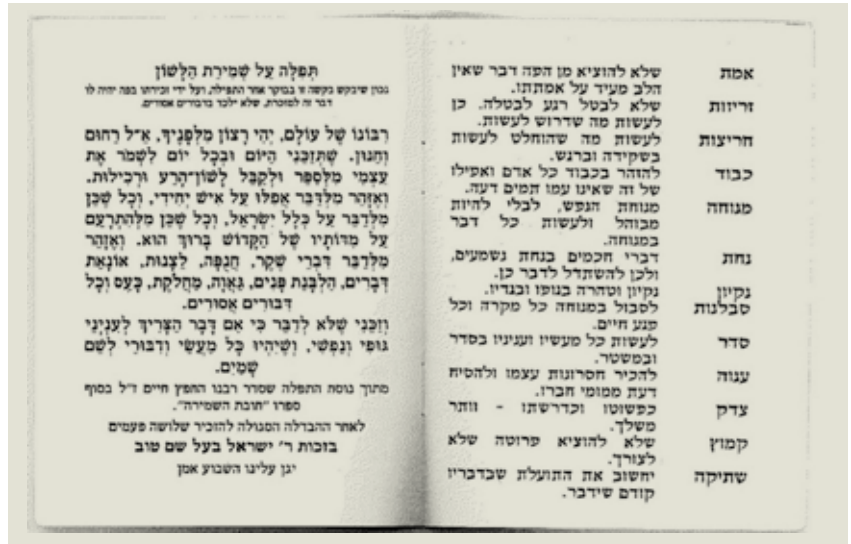 אמת שלא להוציא מן הפה דבר שאין
הלב מעיד על אמתתו.
זריזות שלא לבטל רגע לבטלה. כן
לעשות מה שדרוש לעשות.
חריצות לעשות מה שהוחלט לעשות
בשקידה וברגש.
כבוד להזהר בכבוד כל אדם ואפילו
של זה שאינו עמו תמים דעה.
מנוחה מנוחת הנפש, לבלי להיות
מבוהל ולעשות כל דבר
במנוחה.
נחת דברי חכמים בנחת נשמעים,
ולכן להשתדל לדבר כן.
נקיון נקיון וטהרה בגופו ובגדיו.
סבלנות לסבול במנוחה כל מקרה וכל
פגע חיים.
סדר לעשות כל מעשיו ועניניו בסדר
ובמשטר.
ענוה להכיר חסרונות עצמו ולהסיח
דעת ממומי חברו.
צדק כפשוטו וכדרשתו - וותר
משלך.
קמוץ שלא להוציא פרוטה שלא
לצורך.
שתיקה יחשוב את התועלת שבדבריו
קודם שידבר.
תְּפִלָּה עַל שְׁמִירַת הַלָּשׁוֹן
נכון שיבקש בקשה זו בבוקר אחר התפילה, ועל ידי זכירתו בפה יהיה לו
דבר זה למזכרת, שלא ילכד בדבורים אסורים.
רִבּוֹנוֹ שֶׁל עוֹלָם, יְהִי רָצוֹן מִלְּפָנֶיךָ, אֵ-ל רַחוּם
וְחַנּוּן. שֶׁתְּזַכֵּנִי הַיּוֹם וּבְכָל יוֹם לִשְׁמֹר אֶת
עַצְמִי מִלְּסַפֵּר וּלְקַבֵּל לְשׁוֹן־הָרַע וּרְכִילוּת,
וְאֶזָּהֵר מִלְּדַבֵּר אֲפִלּוּ עַל אִישׁ יְחִידִי, וְכָל שֶׁכֵּן
מִלְּדַבֵּר עַל כְּלַל יִשְׂרָאֵל, וְכָל שֶׁכֵּן מִלְּהִתְרָעֵם
עַל מִדּוֹתָיו שֶׁל הַקָּדוֹשׁ בָּרוּךְ הוּא. וְאֶזָּהֵר
מִלְּדַבֵּר דִּבְרֵי שֶׁקֶר, חֲנֻפָּה, לֵצָנוּת, אוֹנָאַת
דְּבָרִים, הַלְבָּנַת פָּנִים, גַּאֲוָה, מַחֲלֹקֶת, כַּעַס וְכָל
דִּבּוּרִים אֲסוּרִים.
וְזַכֵּנִי שֶׁלֹּא לְדַבֵּר כִּי אִם דָּבָר הַצָּרִיךְ לְעִנְיְנֵי
גוּפִי וְנַפְשִׁי, וְשֶׁיִּהְיוּ כָּל מַעֲשַׂי וְדִבּוּרַי לְשֵׁם
שָׁמָיִם.
מתוך נוסח התפלה שסדר רבנו החפץ חיים ז"ל בסוף
ספרו "חובת השמירה".
לאחר ההבדלה הסגולה להזכיר שלושה פעמים
בזכות ר' ישראל בעל שם טוב
יגן עלינו השבוע אמן